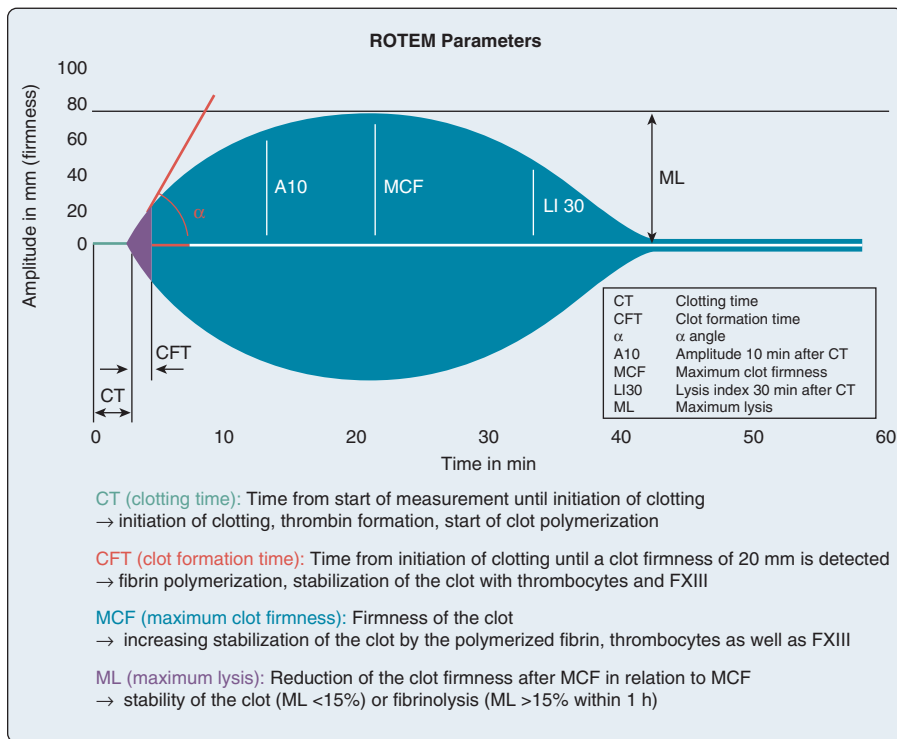 ROTEM Parameters
Amplitude in mm (firmness)
100
80
60
40
20
0
α
A10
MCF
LI 30
ML
CFT
CT
CT Clotting time
CFT Clot formation time
α α angle
A10 Amplitude 10 min after CT
MCF Maximum clot firmness
LI30 Lysis index 30 min after CT
ML Maximum lysis
0 10 20 30 40 50 60
Time in min
CT (clotting time): Time from start of measurement until initiation of clotting
→ initiation of clotting, thrombin formation, start of clot polymerization
CFT (clot formation time): Time from initiation of clotting until a clot firmness of 20 mm is detected
→ fibrin polymerization, stabilization of the clot with thrombocytes and FXIII
MCF (maximum clot firmness): Firmness of the clot
→ increasing stabilization of the clot by the polymerized fibrin, thrombocytes as well as FXIII
ML (maximum lysis): Reduction of the clot firmness after MCF in relation to MCF
→ stability of the clot (ML <15%) or fibrinolysis (ML >15% within 1 h)